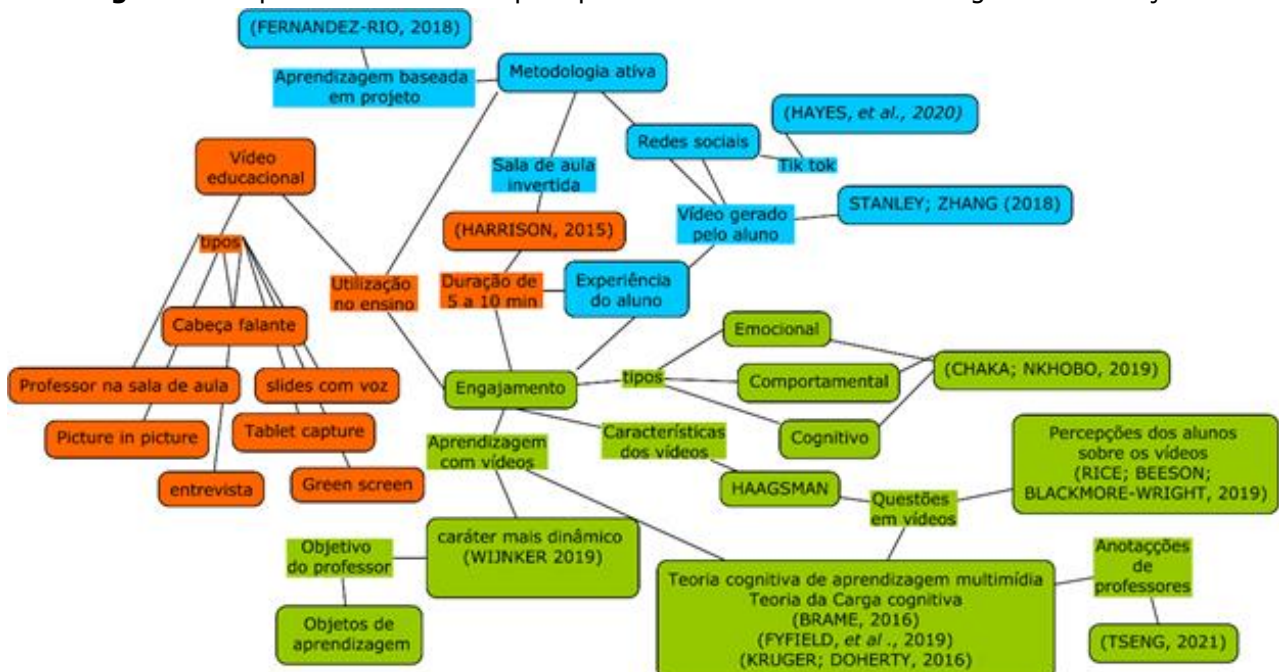 (FERNANDEZ-RIO, 2018)
Aprendizagem baseada
em projeto
Metodologia ativa
(HAYES, et al., 2020)
Redes sociais
Tik tok
Vídeo
educacional
Sala de aula
invertida
STANLEY; ZHANG (2018)
Vídeo gerado
pelo aluno
(HARRISON, 2015)
tipos
Utilização
no ensino
Duração de
5 a 10 min
Experiência
do aluno
Cabeça falante
Emocional
(CHAKA; NKHOBO, 2019)
Professor na sala de aula
slides com voz
Engajamento
tipos
Comportamental
Picture in picture
Tablet capture
Cognitivo
Aprendizagem
com vídeos
Características
dos vídeos
Percepções dos alunos
sobre os vídeos
(RICE; BEESON;
BLACKMORE-WRIGHT, 2019)
entrevista
Green screen
HAAGSMAN
Questões
em vídeos
caráter mais dinâmico
(WIJNKER 2019)
Objetivo
do professor
Anotacções
de
professores
Teoria cognitiva de aprendizagem multimídia
Teoria da Carga cognitiva
(BRAME, 2016)
(FYFIELD, et al ., 2019)
(KRUGER; DOHERTY, 2016)
Objetos de
aprendizagem
(TSENG, 2021)